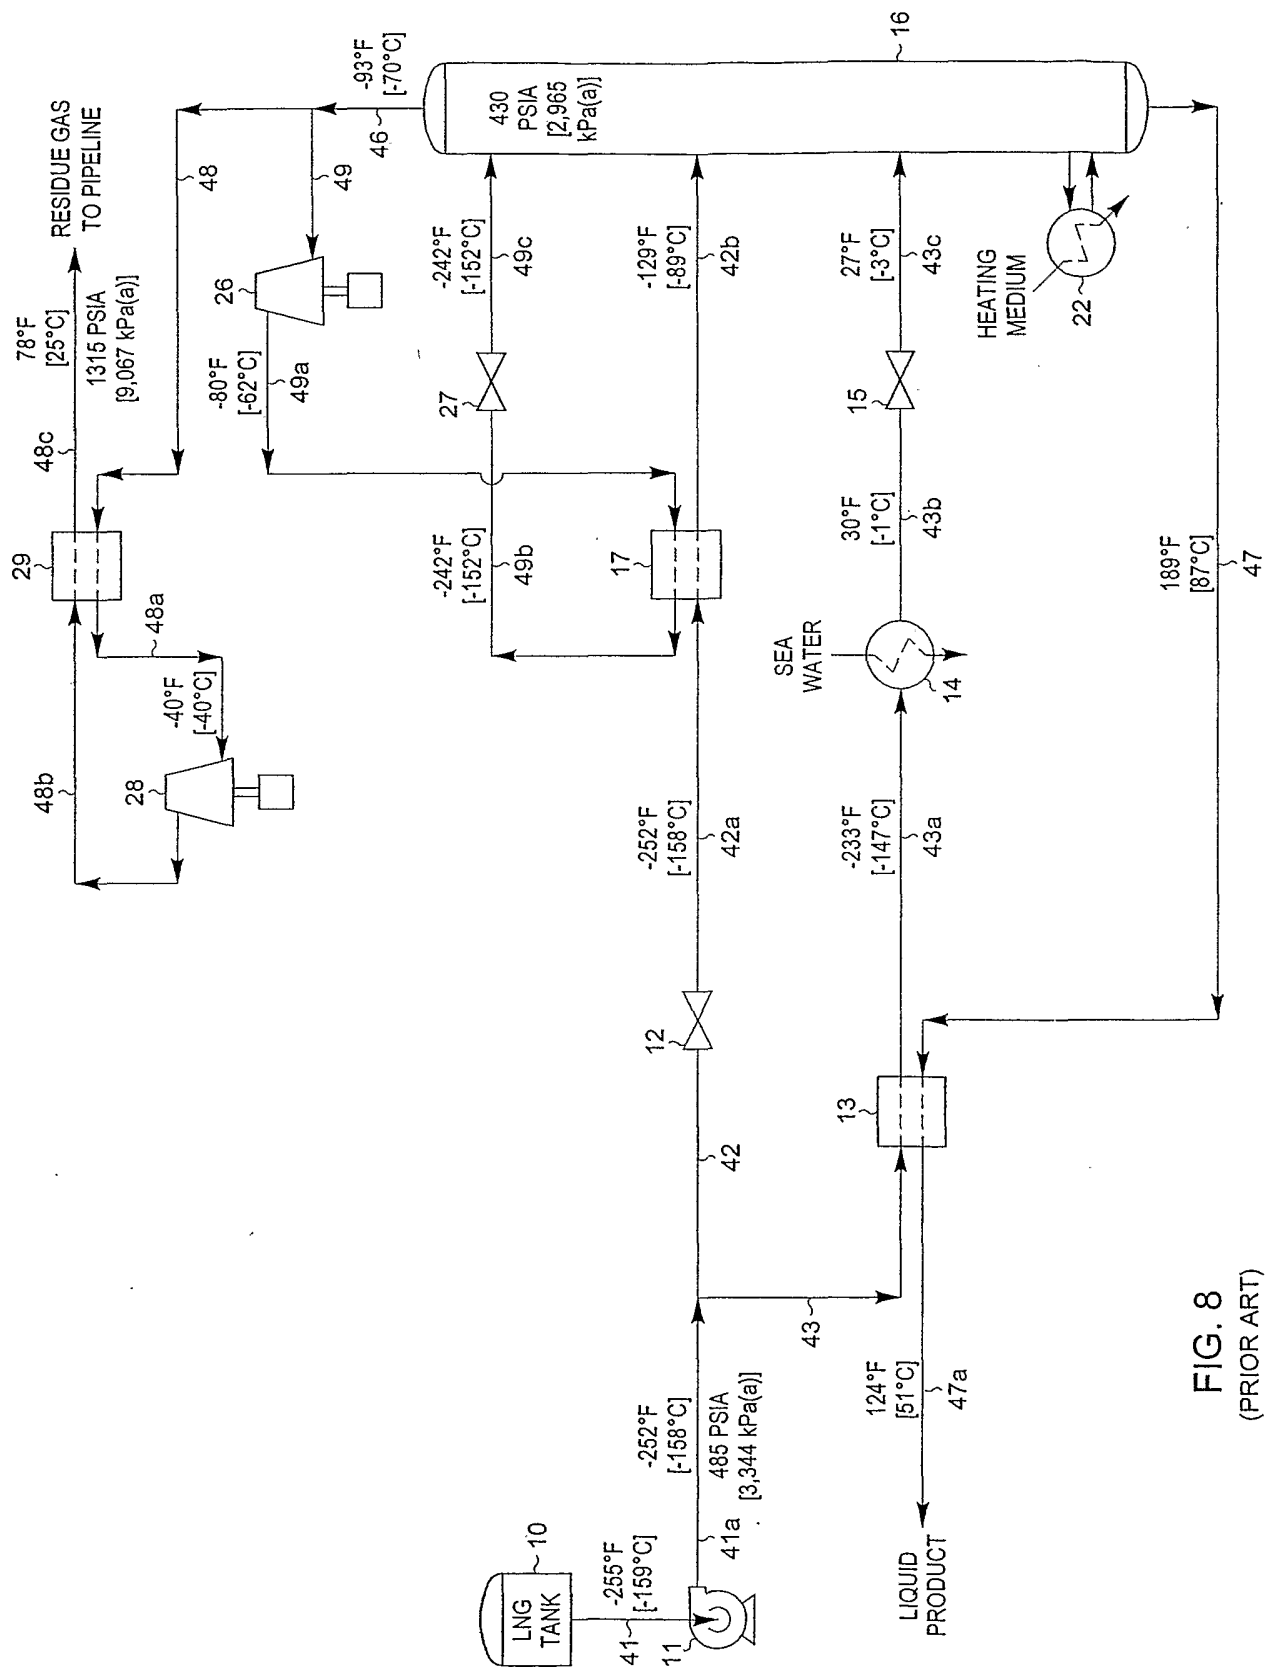 RESIDUE GAS
TO PIPELINE
78°F
[25°C]
1315 PSIA
[9,067 kPa(a)]
48c
29
48a
-40°F
[-40°C]
48b
28
48
49
-93°F
[-70°C]
46
26
-80°F
[-62°C]
49a
430
PSIA
[2,965
kPa(a)]
16
-242°F
[-152°C]
49c
27
-242°F
[-152°C]
49b
-129°F
[-89°C]
42b
17
-252°F
[-158°C]
42a
12
42
27°F
[-3°C]
43c
15
30°F
[-1°C]
43b
SEA
WATER
14
-233°F
[-147°C]
43a
13
43
HEATING
MEDIUM
22
189°F
[87°C]
47
124°F
[51°C]
47a
LIQUID
PRODUCT
-252°F
[-158°C]
485 PSIA
[3,344 kPa(a)]
41a
LNG
TANK
10
-255°F
[-159°C]
41
11
FIG. 8
(PRIOR ART)